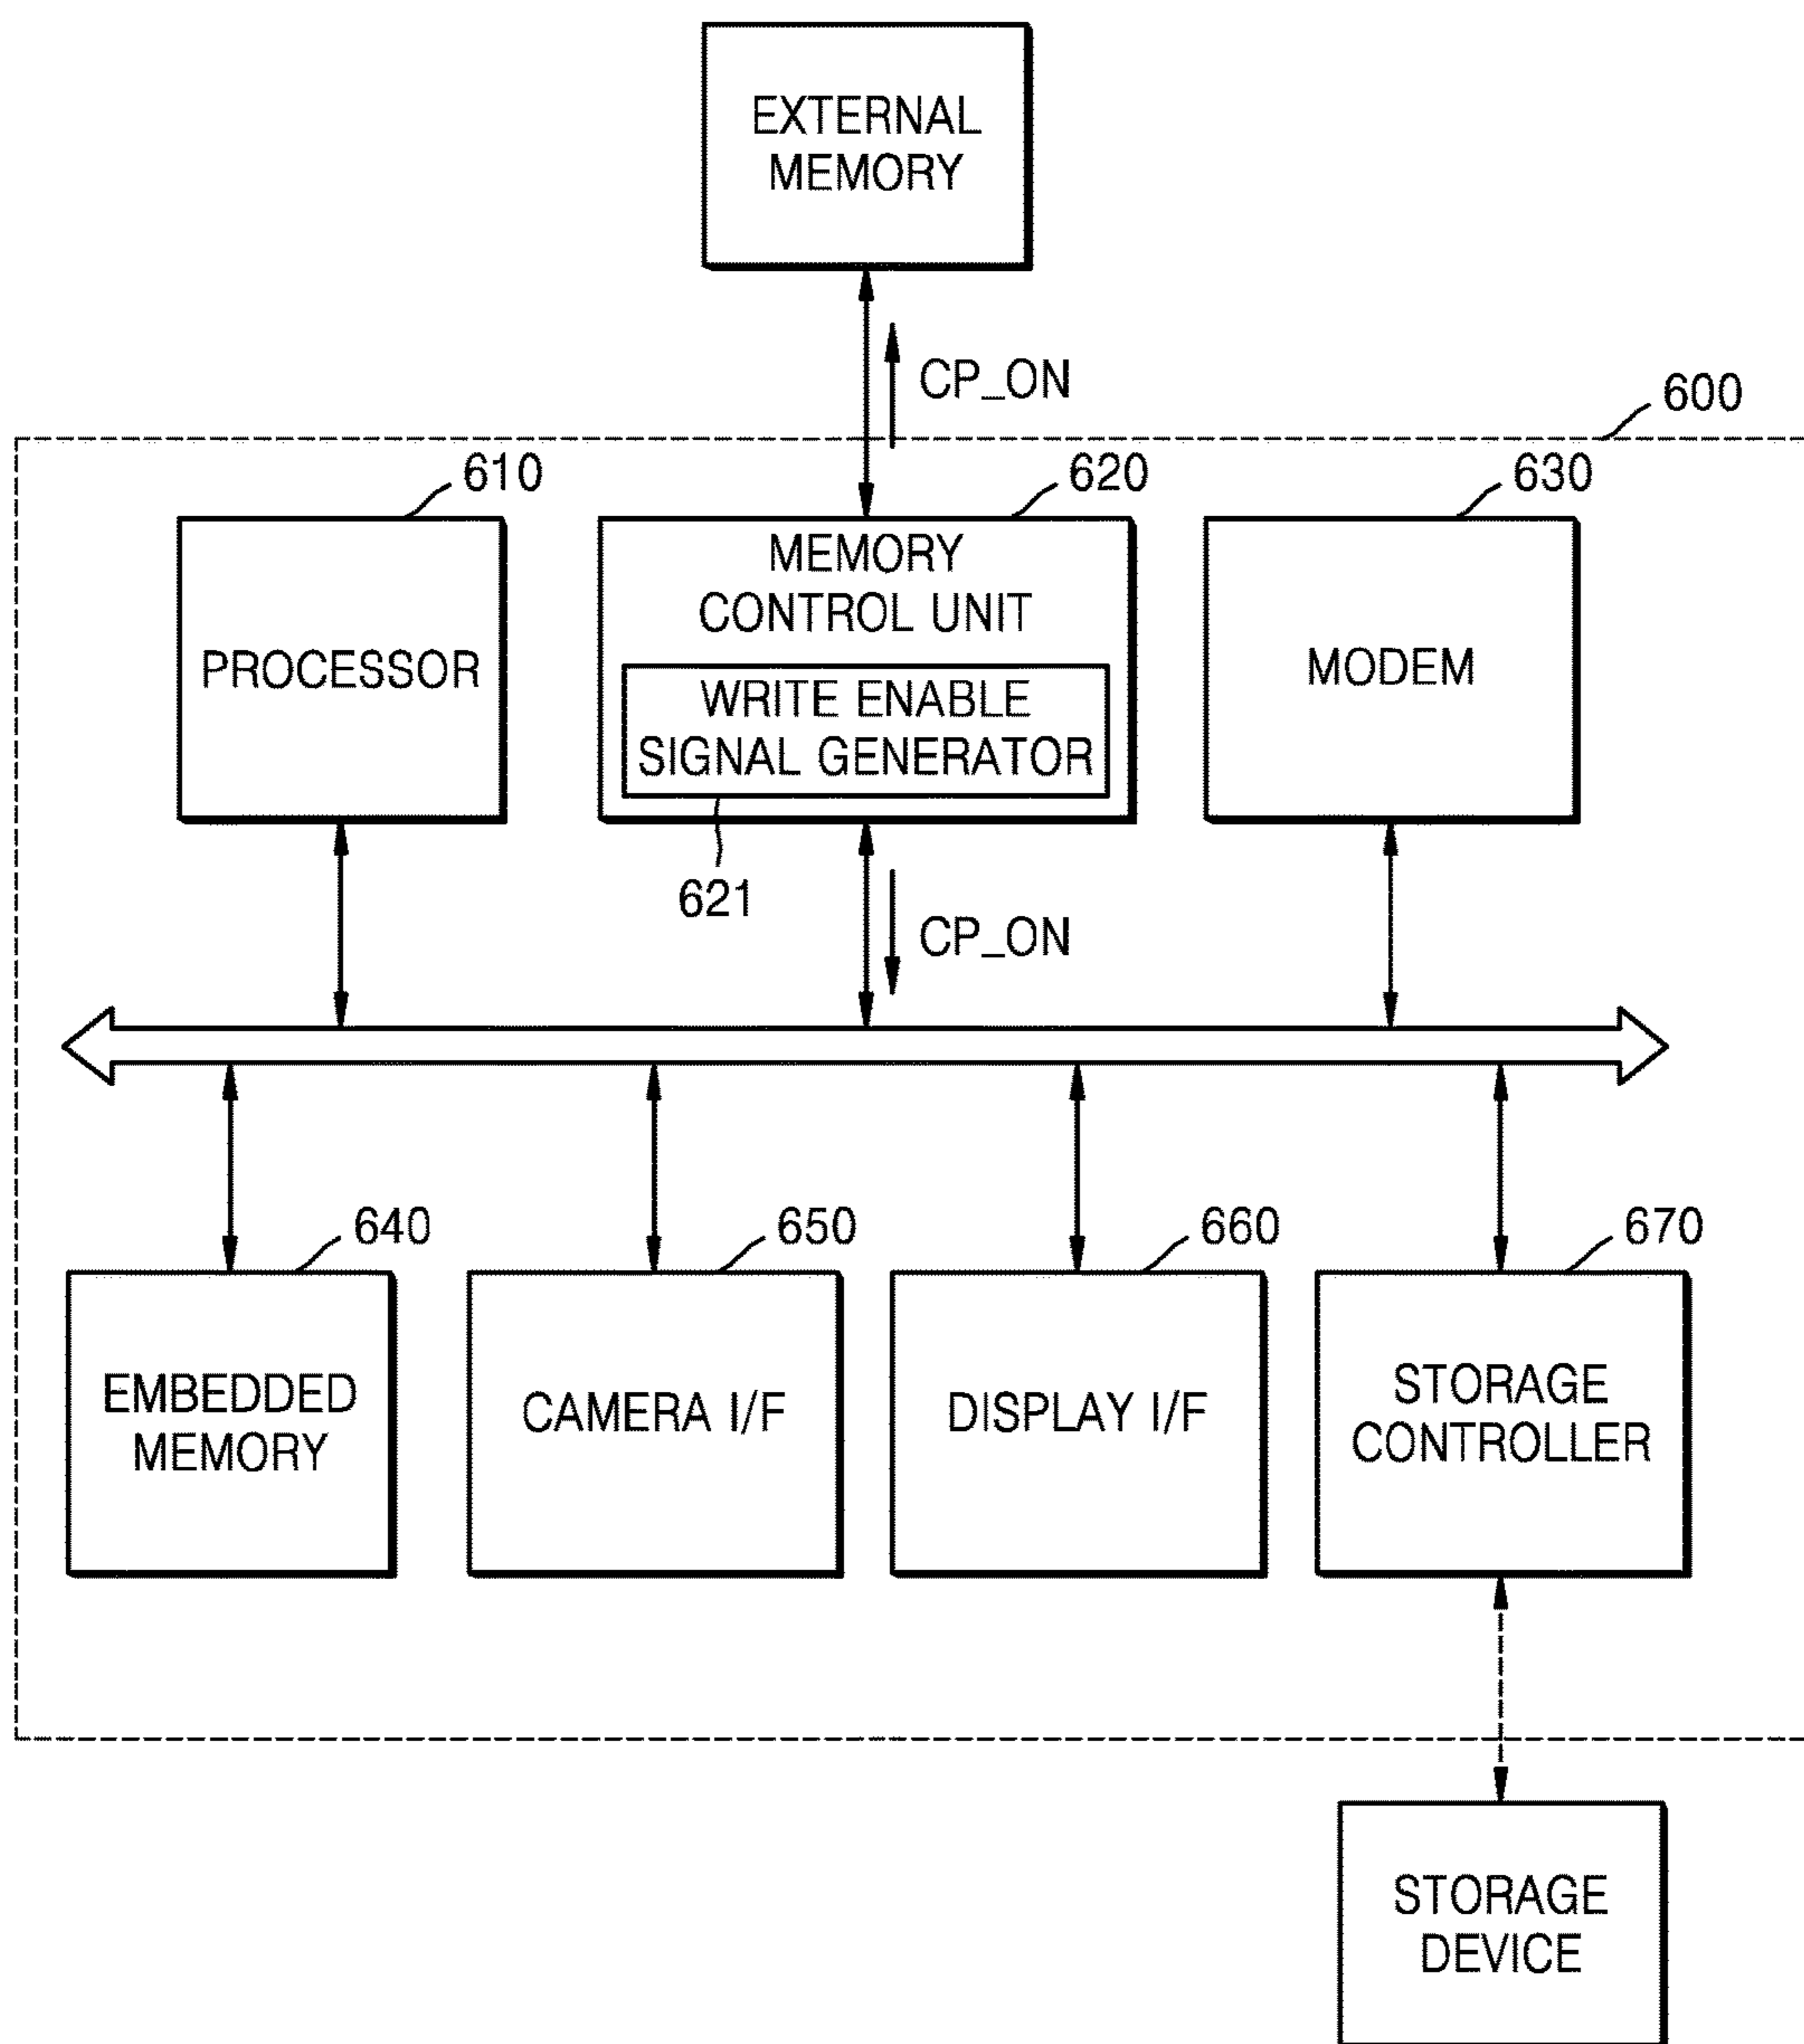 EXTERNAL
MEMORY
CP_ON
600
610
620
630
PROCESSOR
MEMORY
CONTROL UNIT
WRITE ENABLE
SIGNAL GENERATOR
MODEM
621
CP_ON
640
650
660
670
EMBEDDED
MEMORY
CAMERA I/F
DISPLAY I/F
STORAGE
CONTROLLER
STORAGE
DEVICE